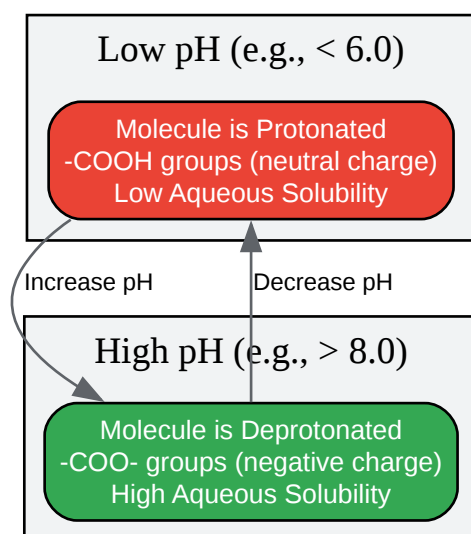 Low pH (e.g., < 6.0)
Molecule is Protonated
-COOH groups (neutral charge)
Low Aqueous Solubility
Increase pH
Decrease pH
High pH (e.g., > 8.0)
Molecule is Deprotonated
-COO- groups (negative charge)
High Aqueous Solubility